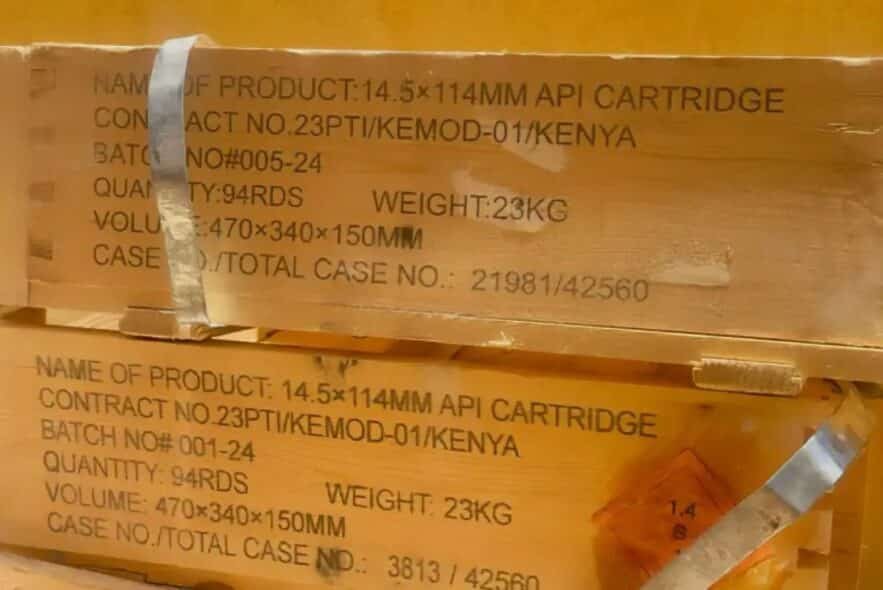 NAME OF PRODUCT:14.5×114MM API CARTRIDGE
CONTRACT NO.23PTI/KEMOD-01/KENYA
BATCH NO#005-24
QUANTITY:94RDS WEIGHT:23KG
VOLUME:470×340×150MM
CASE NO./TOTAL CASE NO.: 21981/42560
NAME OF PRODUCT: 14.5×114MM API CARTRIDGE
CONTRACT NO.23PTI/KEMOD-01/KENYA
BATCH NO# 001-24
QUANTITY: 94RDS WEIGHT: 23KG
VOLUME: 470×340×150MM
CASE NO./TOTAL CASE NO.: 3813 / 42560
1.4
S